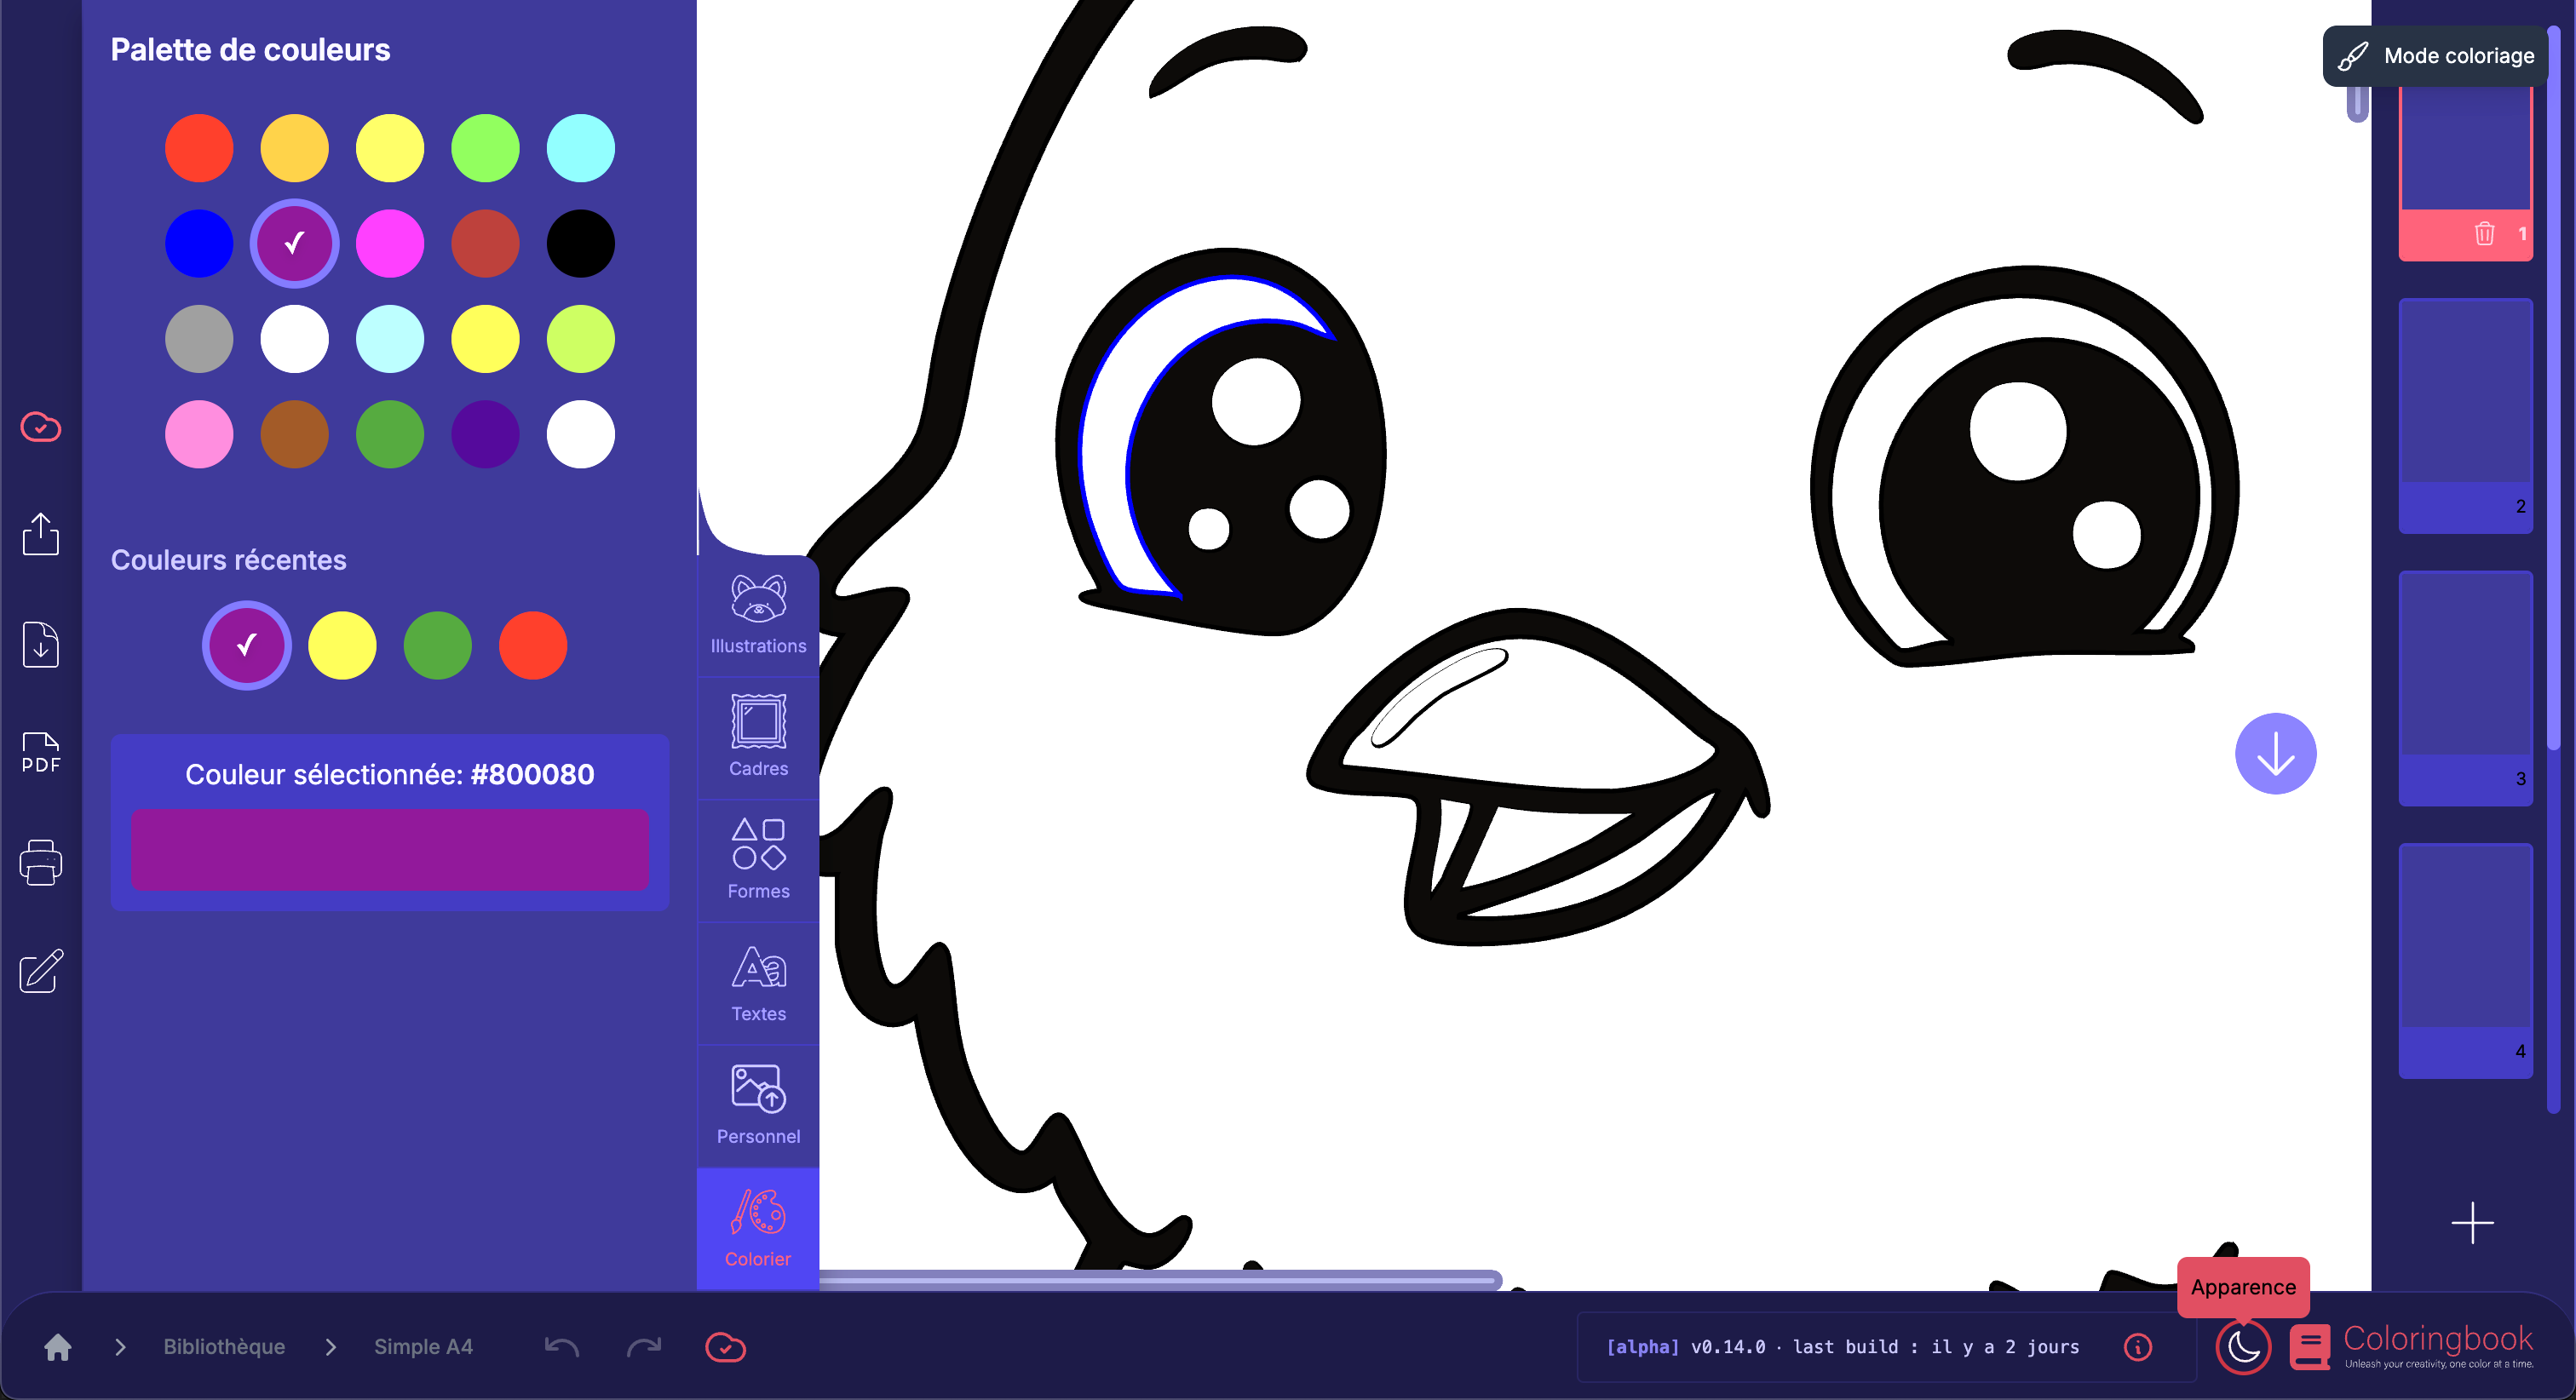 Palette de couleurs
Couleurs récentes
Couleur sélectionnée: #800080
PDF
Illustrations
Cadres
Formes
Aa
Textes
Personnel
Colorier
Mode coloriage
1
2
3
4
Apparence
Bibliothèque
Simple A4
[alpha] v0.14.0 · last build : il y a 2 jours
Coloringbook
Unleash your creativity, one color at a time.